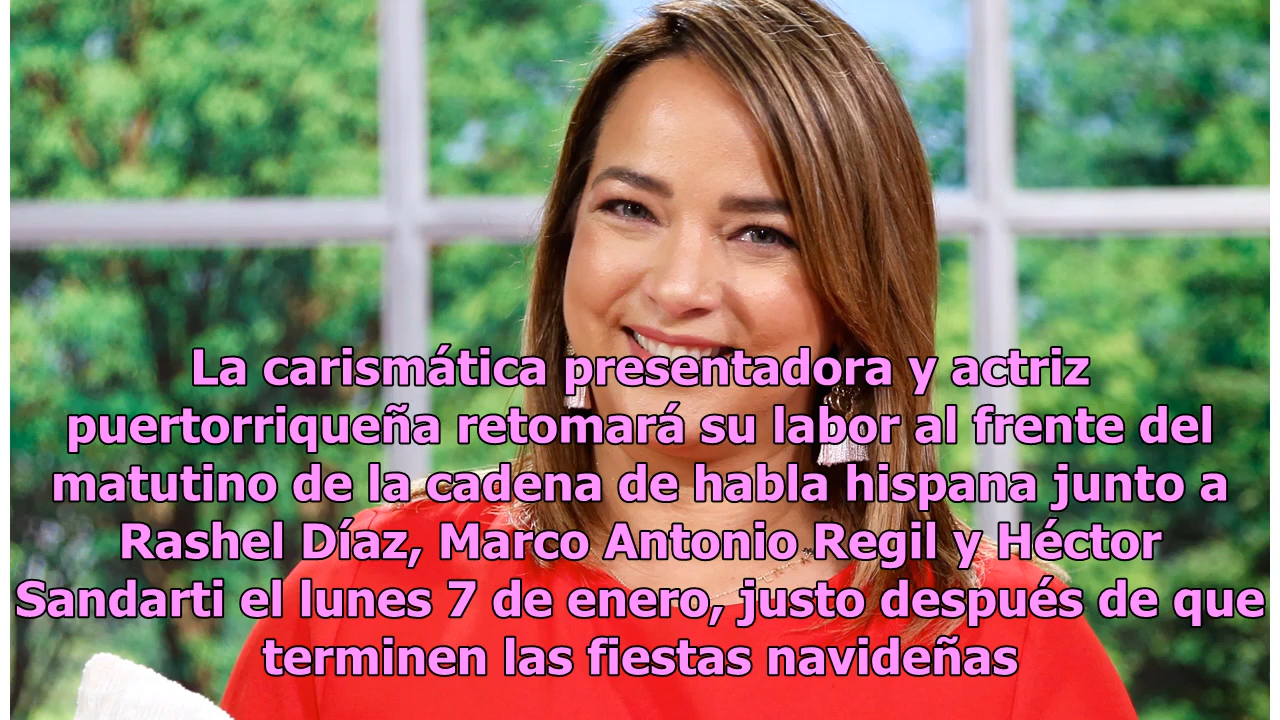 La carismática presentadora y actriz
puertorriqueña retomará su labor al frente del
matutino de la cadena de habla hispana junto a
Rashel Díaz, Marco Antonio Regil y Héctor
Sandarti el lunes 7 de enero, justo después de que
terminen las fiestas navideñas